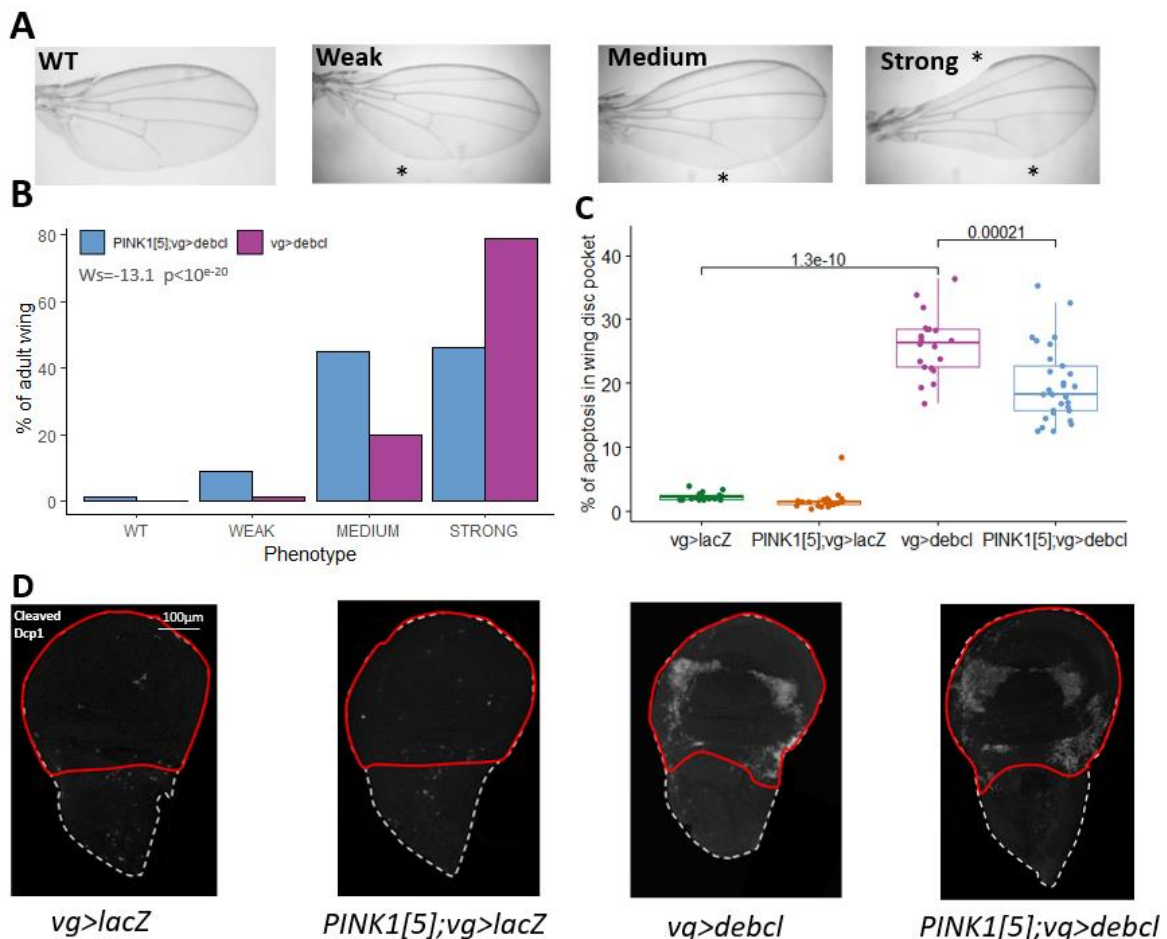 A
WT
Weak
Medium
Strong
*
*
*
*
B
PINK1[5];vg>debcl
vg>debcl
Ws=-13.1 p<10e-20
% of adult wing
80
60
40
20
0
WT
WEAK
MEDIUM
STRONG
Phenotype
C
0.00021
1.3e-10
% of apoptosis in wing disc pocket
40
30
20
10
0
vg>lacZ
PINK1[5];vg>lacZ
vg>debcl
PINK1[5];vg>debcl
D
Cleaved
Dcp1
100µm
vg>lacZ
PINK1[5];vg>lacZ
vg>debcl
PINK1[5];vg>debcl